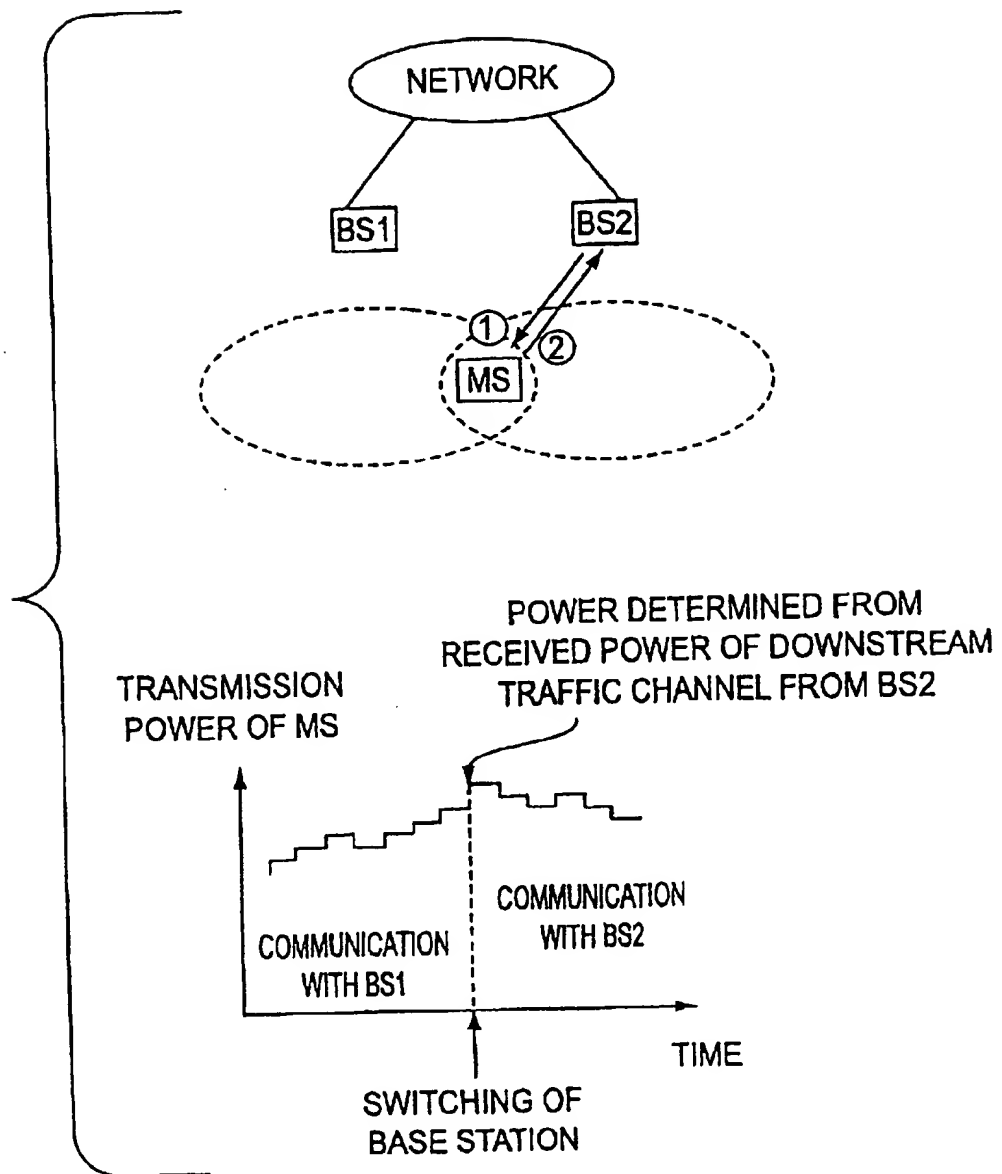 NETWORK
BS1
BS2
①
②
MS
POWER DETERMINED FROM
RECEIVED POWER OF DOWNSTREAM
TRAFFIC CHANNEL FROM BS2
TRANSMISSION
POWER OF MS
COMMUNICATION
WITH BS1
COMMUNICATION
WITH BS2
TIME
SWITCHING OF
BASE STATION